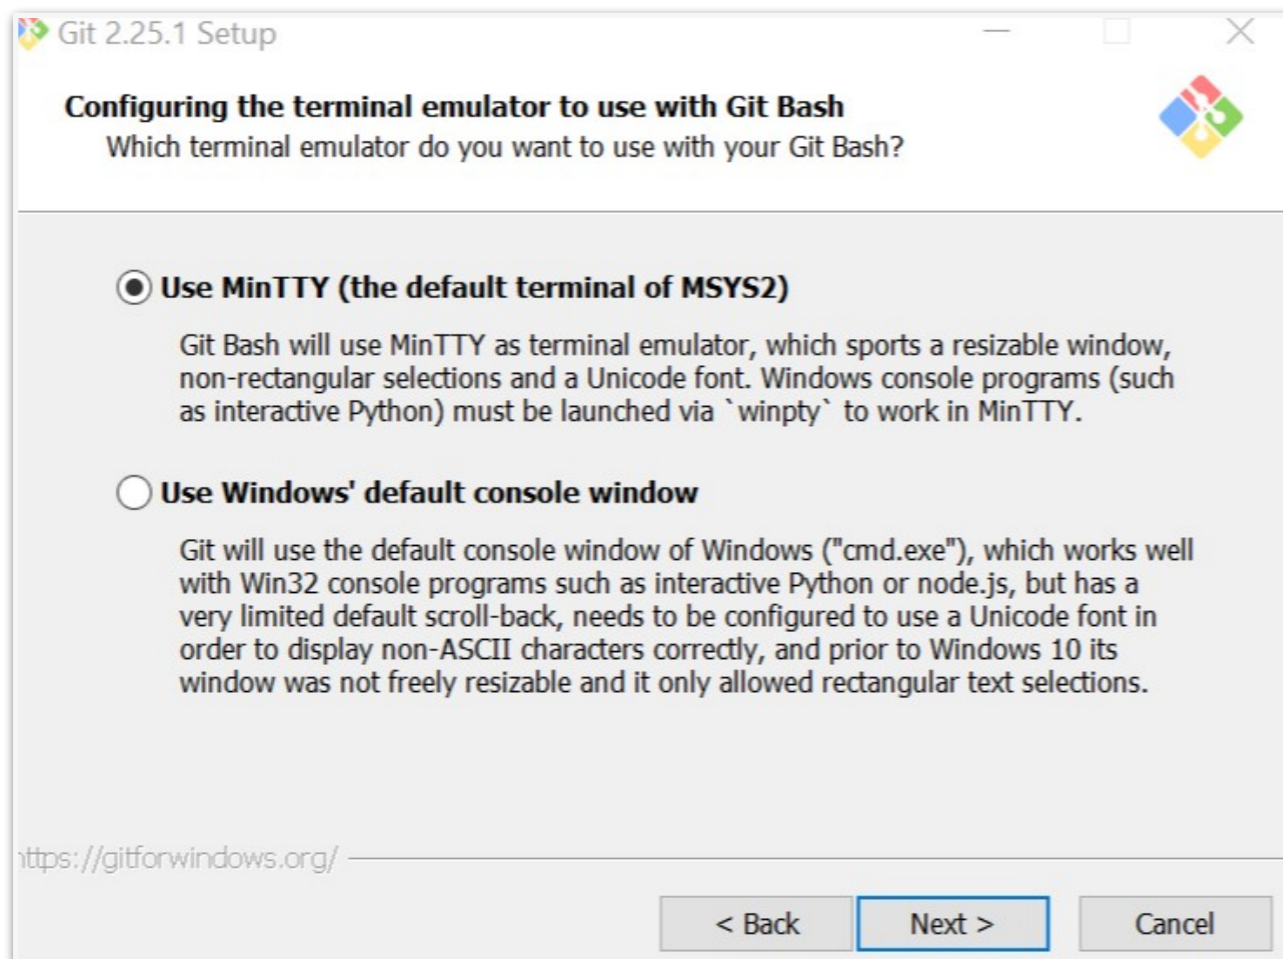 Git 2.25.1 Setup
Configuring the terminal emulator to use with Git Bash
Which terminal emulator do you want to use with your Git Bash?
Use MinTTY (the default terminal of MSYS2)
Git Bash will use MinTTY as terminal emulator, which sports a resizable window,
non-rectangular selections and a Unicode font. Windows console programs (such
as interactive Python) must be launched via `winpty` to work in MinTTY.
Use Windows' default console window
Git will use the default console window of Windows ("cmd.exe"), which works well
with Win32 console programs such as interactive Python or node.js, but has a
very limited default scroll-back, needs to be configured to use a Unicode font in
order to display non-ASCII characters correctly, and prior to Windows 10 its
window was not freely resizable and it only allowed rectangular text selections.
https://gitforwindows.org/
< Back Next > Cancel